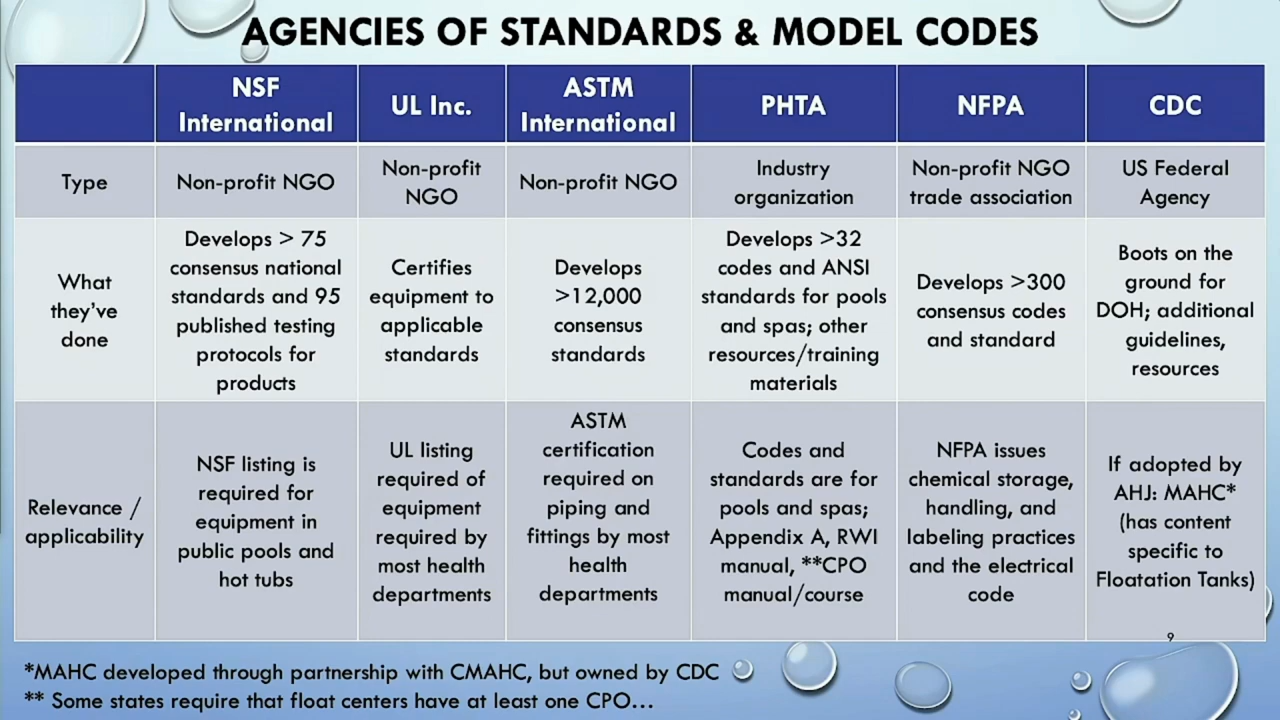 AGENCIES OF STANDARDS & MODEL CODES
NSF
International
UL Inc.
ASTM
International
PHTA
NFPA
CDC
Type
Non-profit NGO
Non-profit
NGO
Non-profit NGO
Industry
organization
Non-profit NGO
trade association
US Federal
Agency
What
they've
done
Develops > 75
consensus national
standards and 95
published testing
protocols for
products
Certifies
equipment to
applicable
standards
Develops
>12,000
consensus
standards
Develops >32
codes and ANSI
standards for pools
and spas; other
resources/training
materials
Develops >300
consensus codes
and standard
Boots on the
ground for
DOH; additional
guidelines,
resources
Relevance /
applicability
NSF listing is
required for
equipment in
public pools and
hot tubs
UL listing
required of
equipment
required by
most health
departments
ASTM
certification
required on
piping and
fittings by most
health
departments
Codes and
standards are for
pools and spas;
Appendix A, RWI
manual, **CPO
manual/course
NFPA issues
chemical storage,
handling, and
labeling practices
and the electrical
code
If adopted by
AHJ: MAHC*
(has content
specific to
Floatation Tanks)
9
*MAHC developed through partnership with CMAHC, but owned by CDC
** Some states require that float centers have at least one CPO...